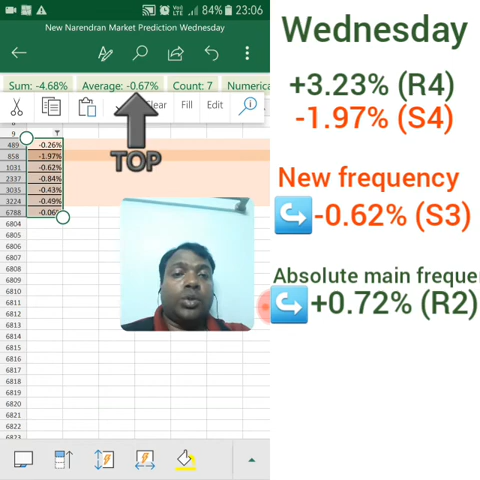 23:06
84%
New Narendran Market Prediction Wednesday
Sum: -4.68% Average: -0.67% Count: 7 Numerica
Clear Fill Edit
TOP
9
489 -0.26%
858 -1.97%
1031 -0.62%
2337 -0.84%
3035 -0.43%
3224 -0.49%
6788 -0.06
6804
6805
6806
6807
6808
6809
6810
6811
6812
6813
6814
6815
6816
6817
6818
6819
6820
6821
6822
6823
Wednesday
+3.23% (R4)
-1.97% (S4)
New frequency
-0.62% (S3)
Absolute main freque
+0.72% (R2)